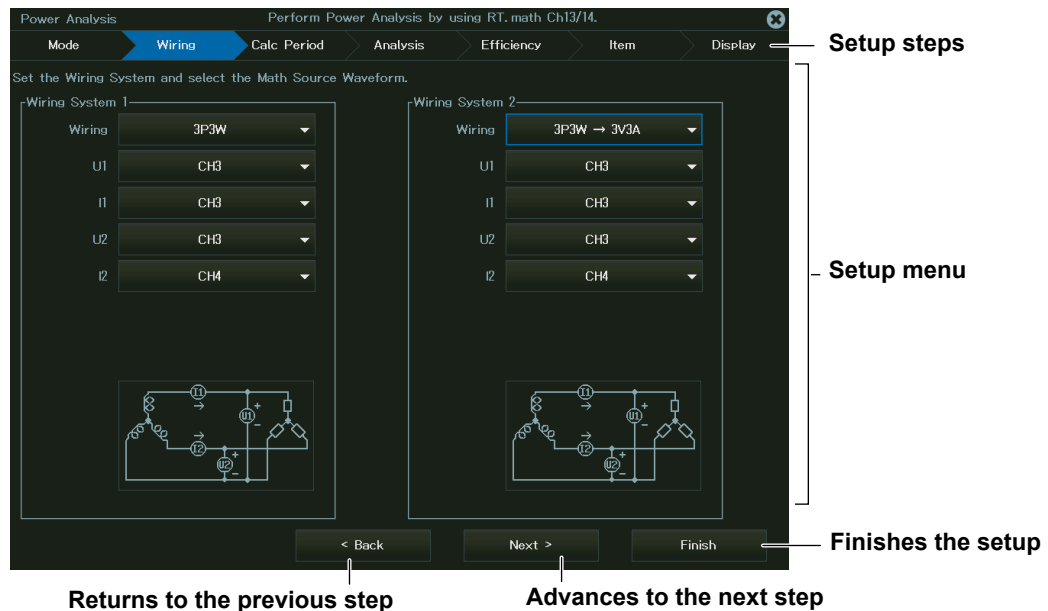 Power Analysis Perform Power Analysis by using RT.math Ch13/14.
Mode Wiring Calc Period Analysis Efficiency Item Display
Setup steps
Set the Wiring System and select the Math Source Waveform.
Wiring System 1 Wiring System 2
Wiring 3P3W Wiring 3P3W → 3V3A
U1 CH3 U1 CH3
I1 CH3 I1 CH3
U2 CH3 U2 CH3
Setup menu
I2 CH4 I2 CH4
I1 → U1 + − I1 → U1 + −
→ I2 → I2
U2 + − U2 + −
< Back Next > Finish
Finishes the setup
Returns to the previous step Advances to the next step